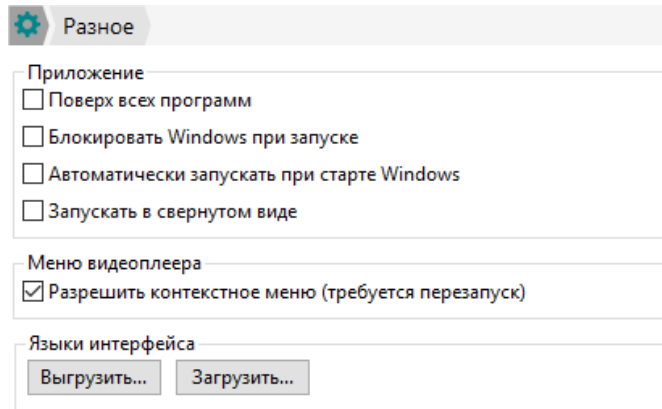 Разное
Приложение
Поверх всех программ
Блокировать Windows при запуске
Автоматически запускать при старте Windows
Запускать в свернутом виде
Меню видеоплеера
Разрешить контекстное меню (требуется перезапуск)
Языки интерфейса
Выгрузить... Загрузить...